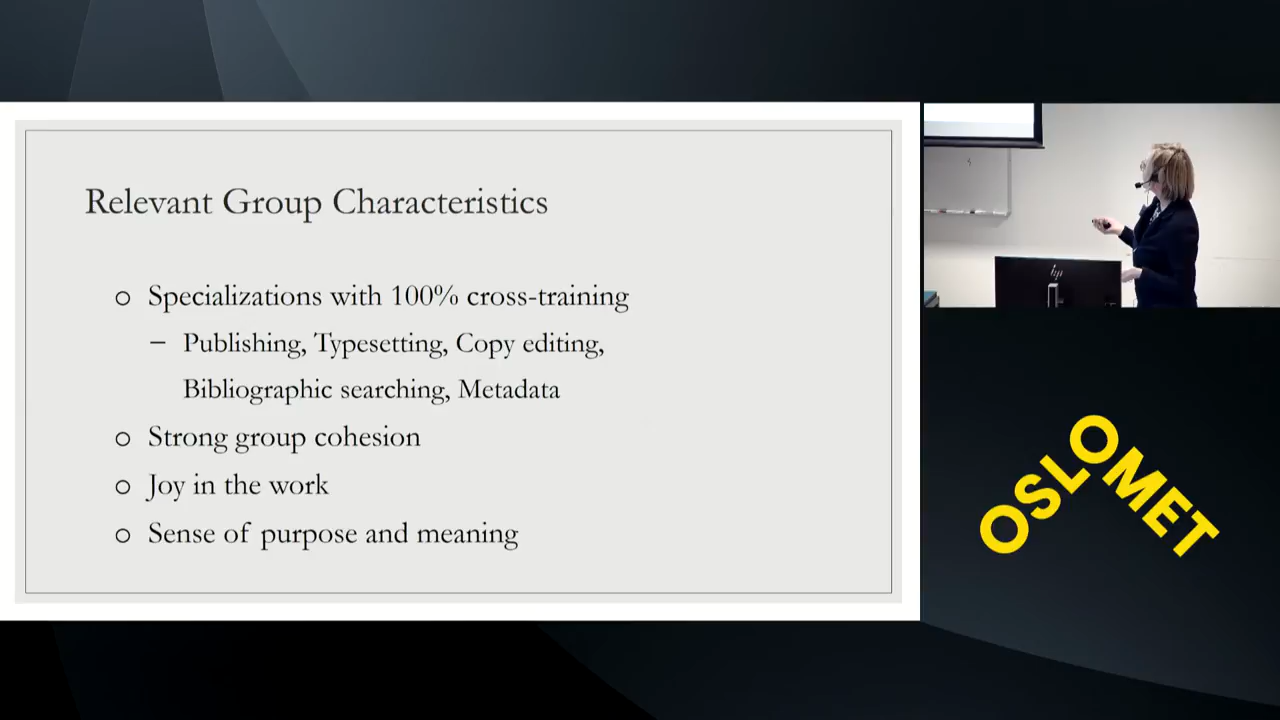 Relevant Group Characteristics
Specializations with 100% cross-training
– Publishing, Typesetting, Copy editing,
Bibliographic searching, Metadata
Strong group cohesion
Joy in the work
Sense of purpose and meaning
hp
OSLOMET